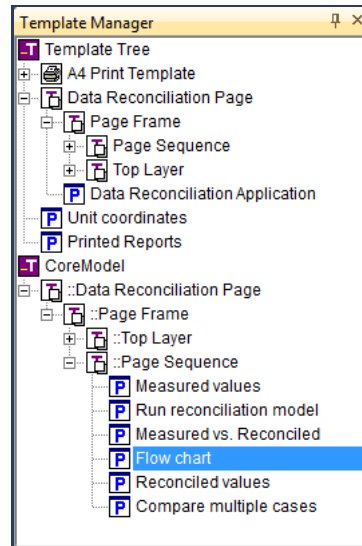 Template Manager
Template Tree
A4 Print Template
Data Reconciliation Page
Page Frame
Page Sequence
Top Layer
P Data Reconciliation Application
P Unit coordinates
P Printed Reports
CoreModel
::Data Reconciliation Page
::Page Frame
::Top Layer
::Page Sequence
P Measured values
P Run reconciliation model
P Measured vs. Reconciled
P Flow chart
P Reconciled values
P Compare multiple cases